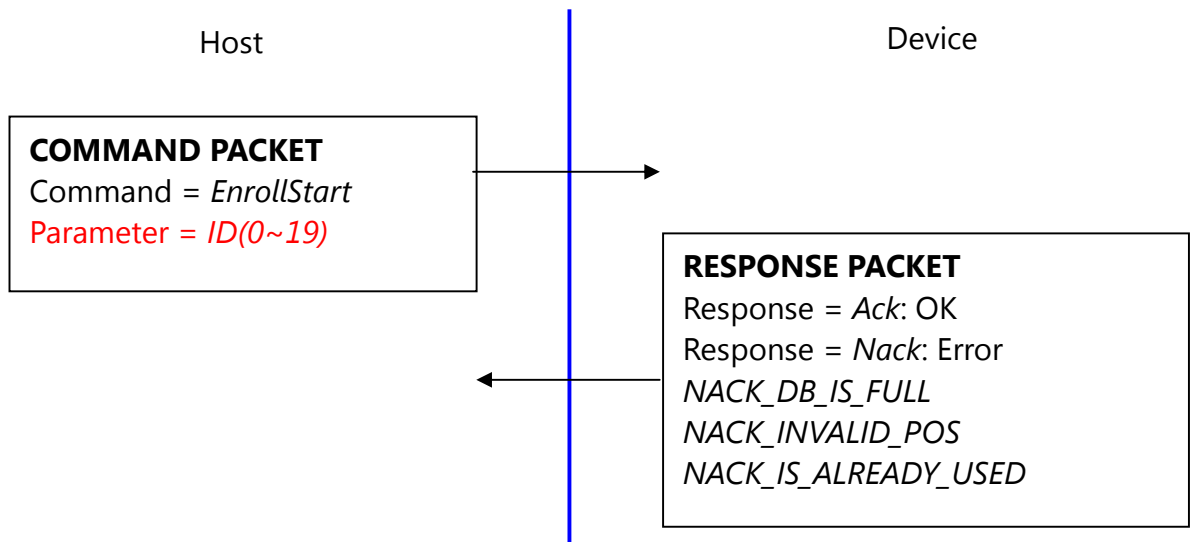 Host
Device
COMMAND PACKET
Command = EnrollStart
Parameter = ID(0~19)
RESPONSE PACKET
Response = Ack: OK
Response = Nack: Error
NACK_DB_IS_FULL
NACK_INVALID_POS
NACK_IS_ALREADY_USED